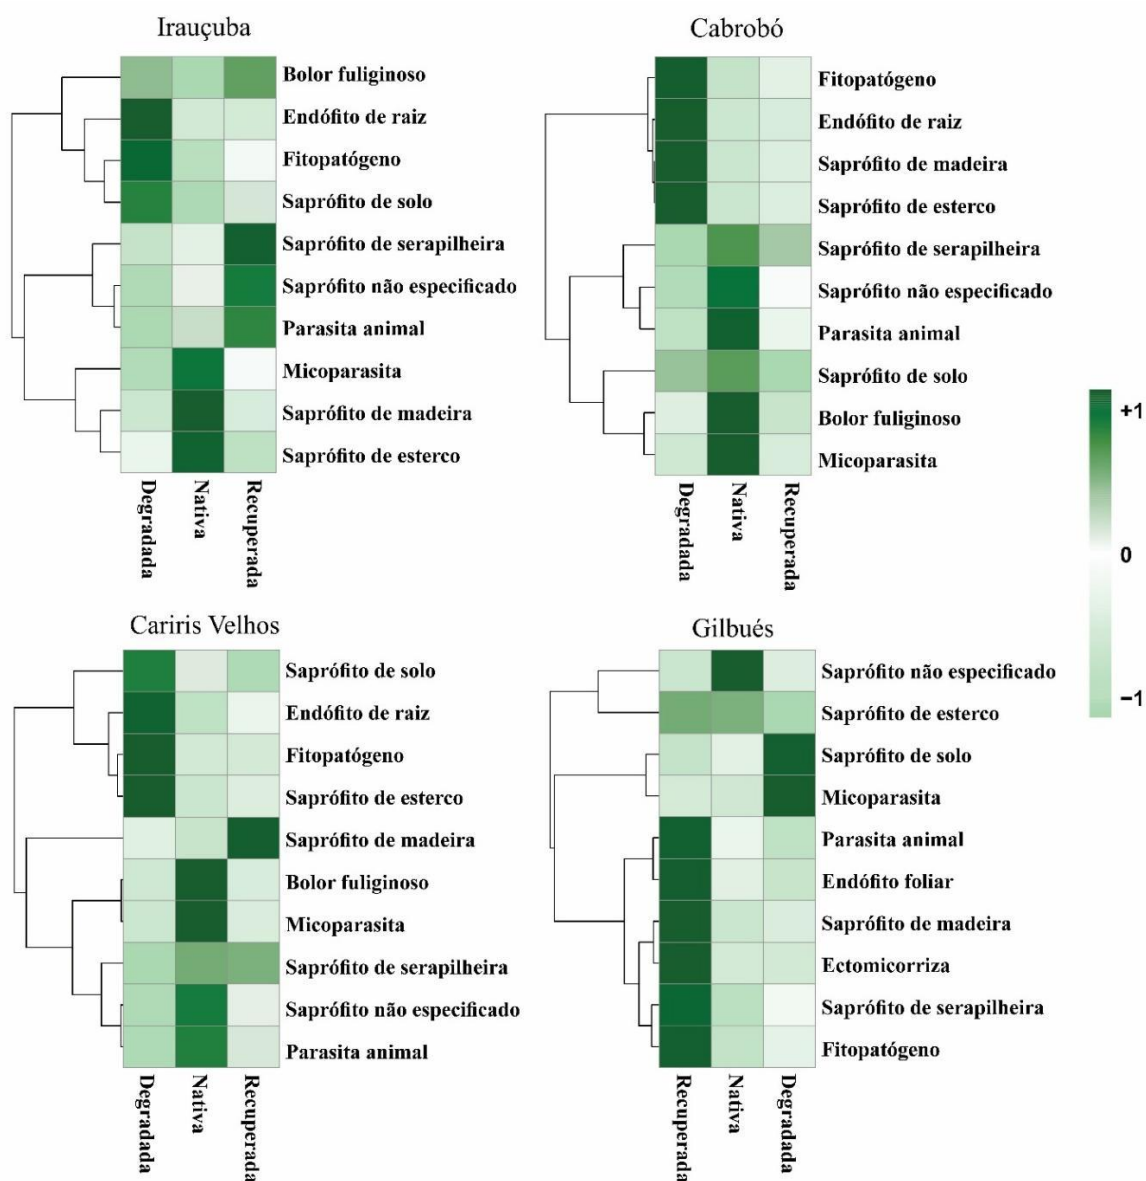 Irauçuba
Bolor fuliginoso
Endófito de raiz
Fitopatógeno
Saprófito de solo
Saprófito de serapilheira
Saprófito não especificado
Parasita animal
Micoparasita
Saprófito de madeira
Saprófito de esterco
Degradada
Nativa
Recuperada
Cabrobó
Fitopatógeno
Endófito de raiz
Saprófito de madeira
Saprófito de esterco
Saprófito de serapilheira
Saprófito não especificado
Parasita animal
Saprófito de solo
Bolor fuliginoso
Micoparasita
Degradada
Nativa
Recuperada
+1
0
−1
Cariris Velhos
Saprófito de solo
Endófito de raiz
Fitopatógeno
Saprófito de esterco
Saprófito de madeira
Bolor fuliginoso
Micoparasita
Saprófito de serapilheira
Saprófito não especificado
Parasita animal
Degradada
Nativa
Recuperada
Gilbués
Saprófito não especificado
Saprófito de esterco
Saprófito de solo
Micoparasita
Parasita animal
Endófito foliar
Saprófito de madeira
Ectomicorriza
Saprófito de serapilheira
Fitopatógeno
Recuperada
Nativa
Degradada